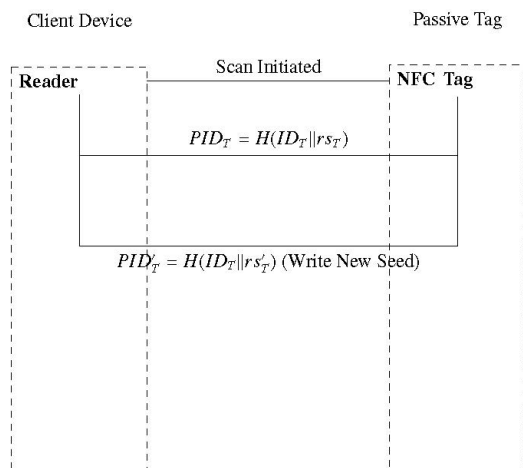 Client Device
Passive Tag
Scan Initiated
Reader
NFC Tag
PID_T = H(ID_T||rs_T)
PID'_T = H(ID_T||rs'_T) (Write New Seed)